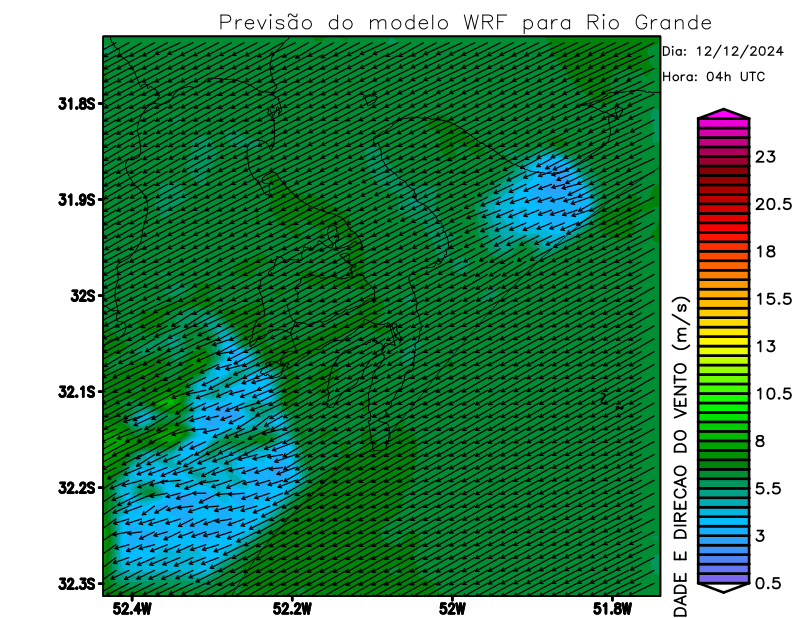 Previsão do modelo WRF para Rio Grande
Dia: 12/12/2024
Hora: 04h UTC
31.8S
31.9S
32S
32.1S
32.2S
32.3S
52.4W
52.2W
52W
51.8W
DADE E DIRECAO DO VENTO (m/s)
23
20.5
18
15.5
13
10.5
8
5.5
3
0.5